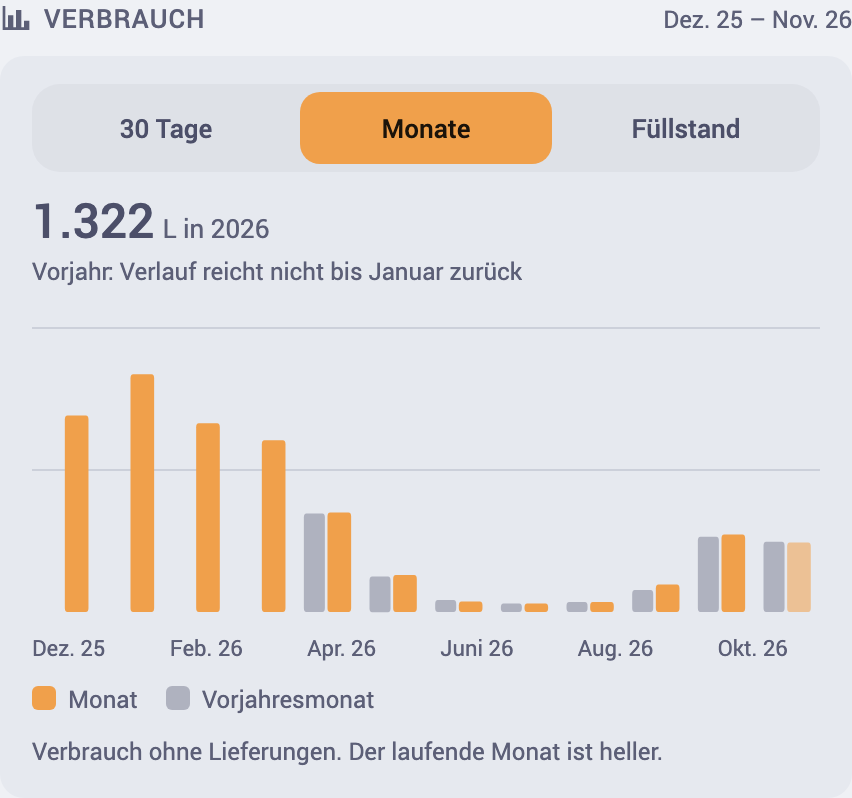 VERBRAUCH Dez. 25 – Nov. 26
30 Tage Monate Füllstand
1.322 L in 2026
Vorjahr: Verlauf reicht nicht bis Januar zurück
Dez. 25 Feb. 26 Apr. 26 Juni 26 Aug. 26 Okt. 26
Monat Vorjahresmonat
Verbrauch ohne Lieferungen. Der laufende Monat ist heller.